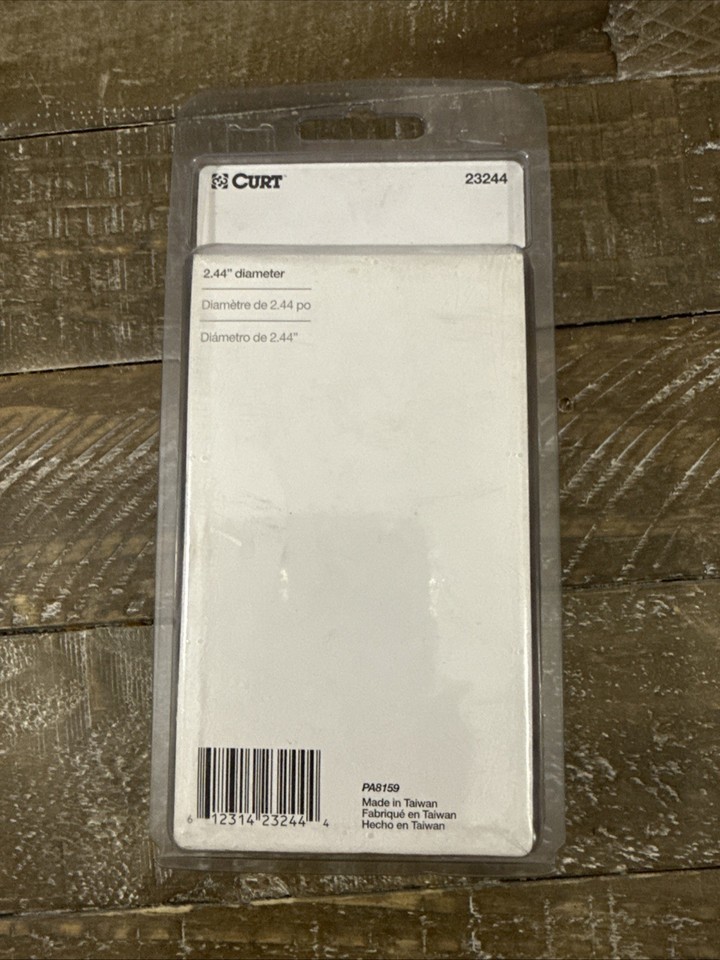 CURT
23244
2.44" diameter
Diamètre de 2.44 po
Diámetro de 2.44"
6 12314 23244 4
PA8159
Made in Taiwan
Fabriqué en Taiwan
Hecho en Taiwan